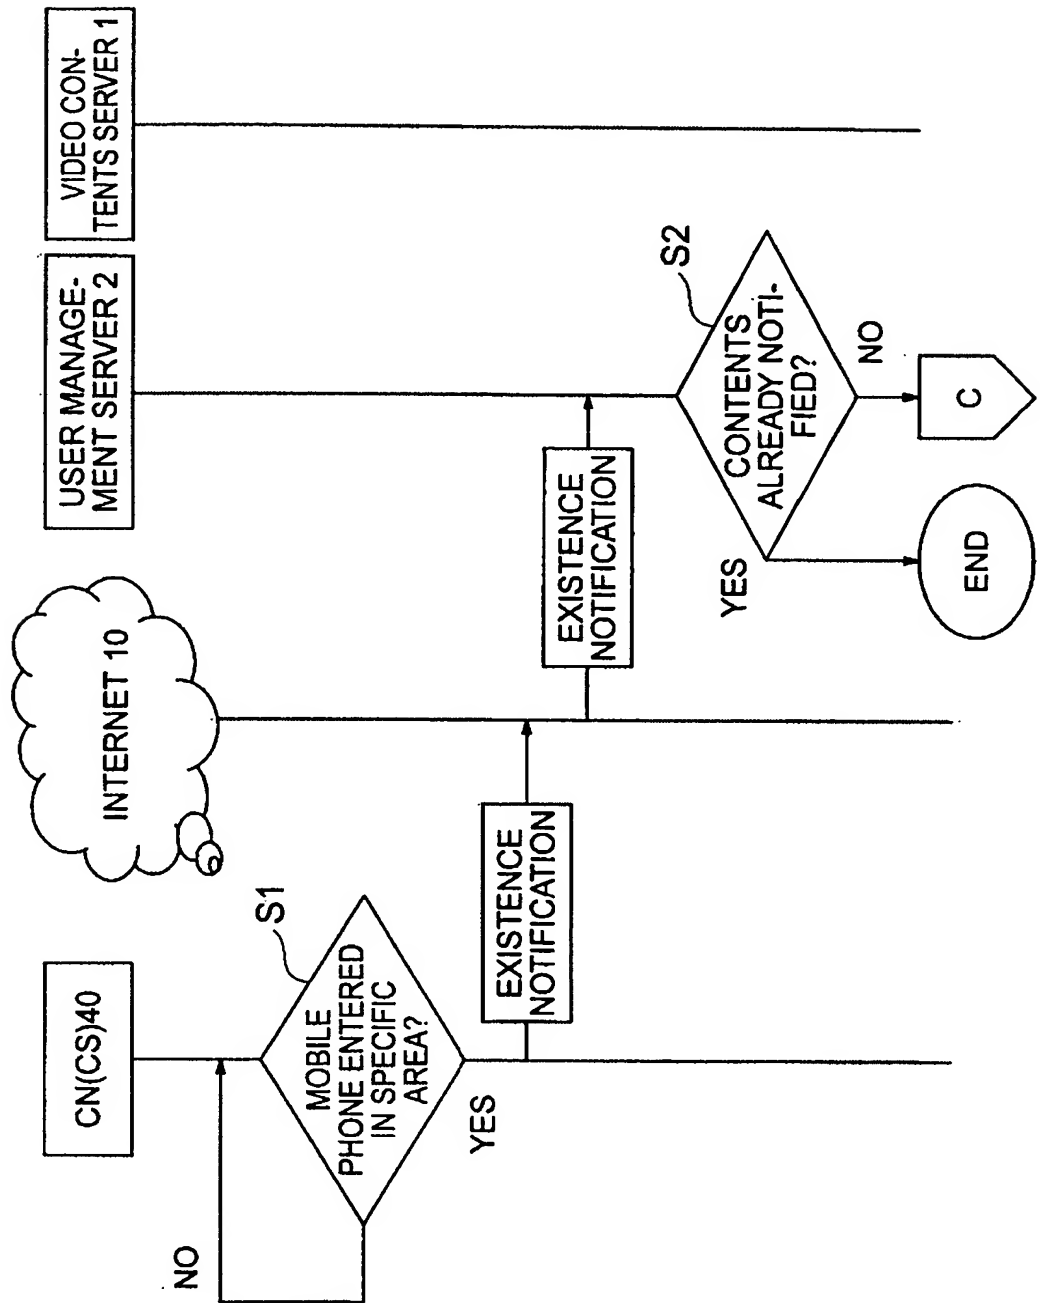 CN(CS)40
INTERNET 10
USER MANAGE-
MENT SERVER 2
VIDEO CON-
TENTS SERVER 1
NO
S1
MOBILE
PHONE ENTERED
IN SPECIFIC
AREA?
YES
EXISTENCE
NOTIFICATION
EXISTENCE
NOTIFICATION
S2
CONTENTS
ALREADY NOTI-
FIED?
YES
NO
END
C